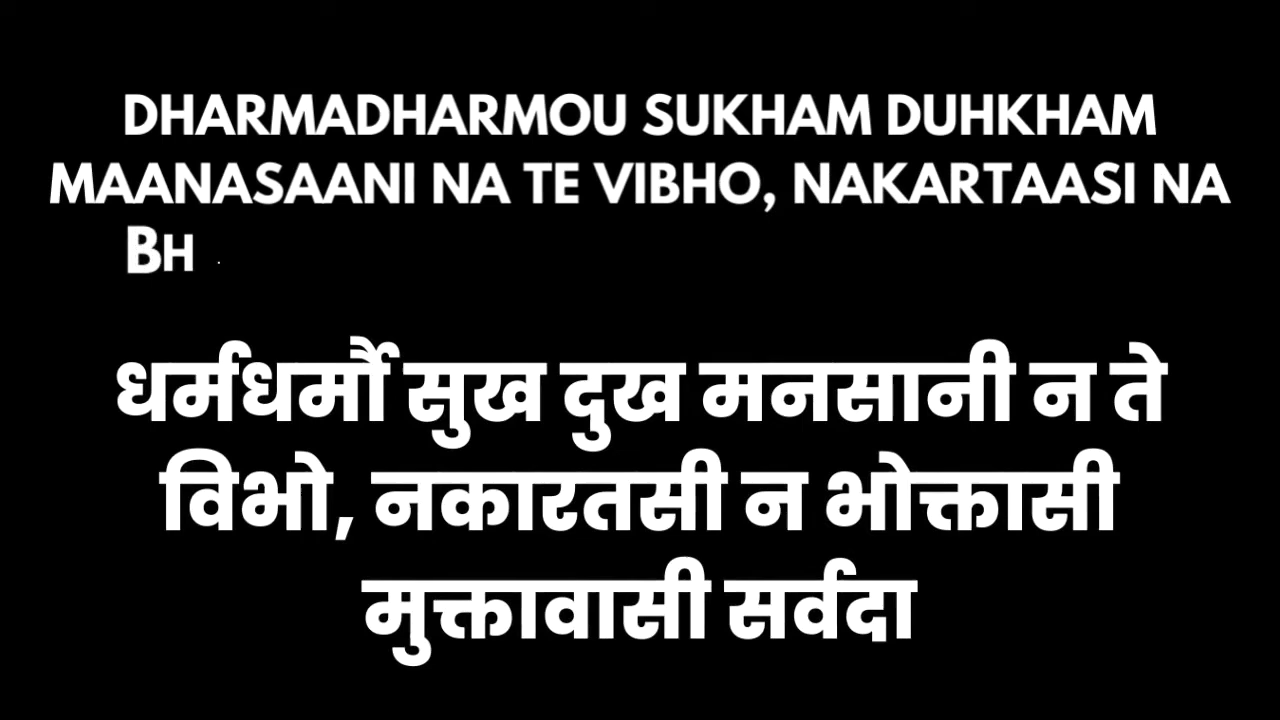 DHARMADHARMOU SUKHAM DUHKHAM
MAANASAANI NA TE VIBHO, NAKARTAASI NA
BH
धर्मधर्मौ सुख दुख मनसानी न ते
विभो, नकारतसी न भोक्तासी
मुक्तावासी सर्वदा